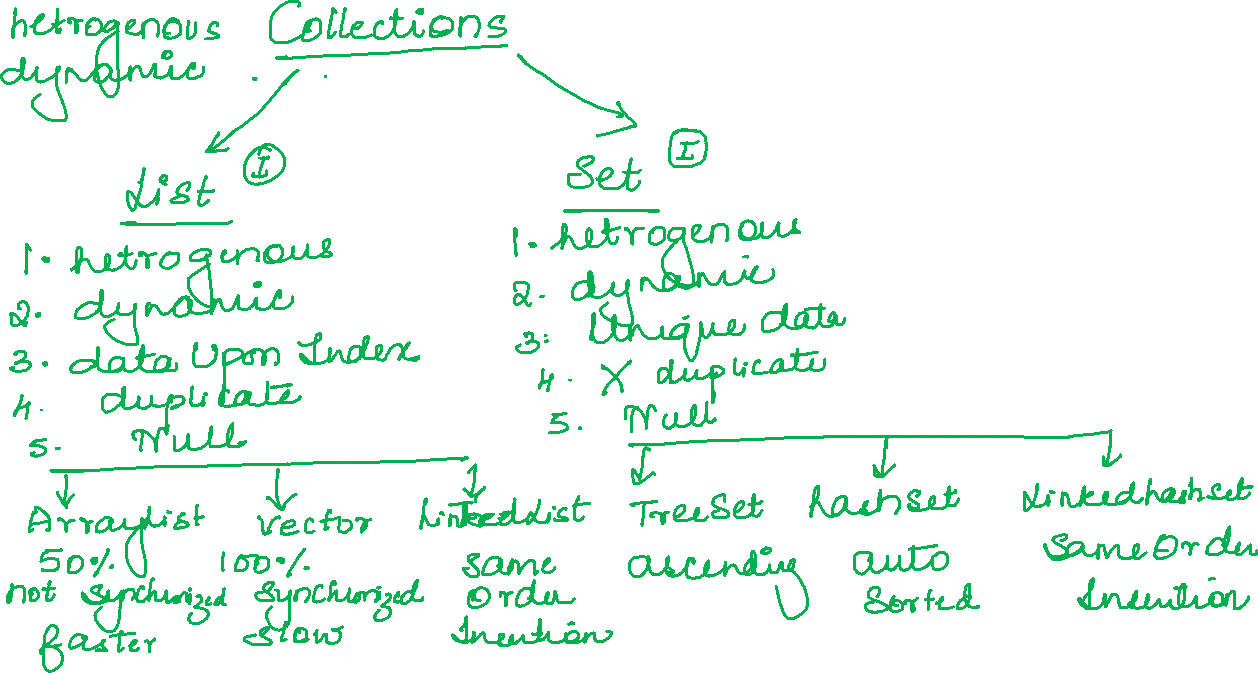 hetrogenous
dynamic
Collections
List
I
1. hetrogenous
2. dynamic
3. data Upon Index
4. duplicate
5. Null
ArrayList
50%
not synchronized
faster
Vector
100%
synchronized
slow
LinkedList
same
Order
Set
I
1. hetrogenous
2. dynamic
3. Unique data
4. X duplicate
5. Null
TreeSet
ascending
hashSet
auto
Sorted
Linkedhashset
Same Order